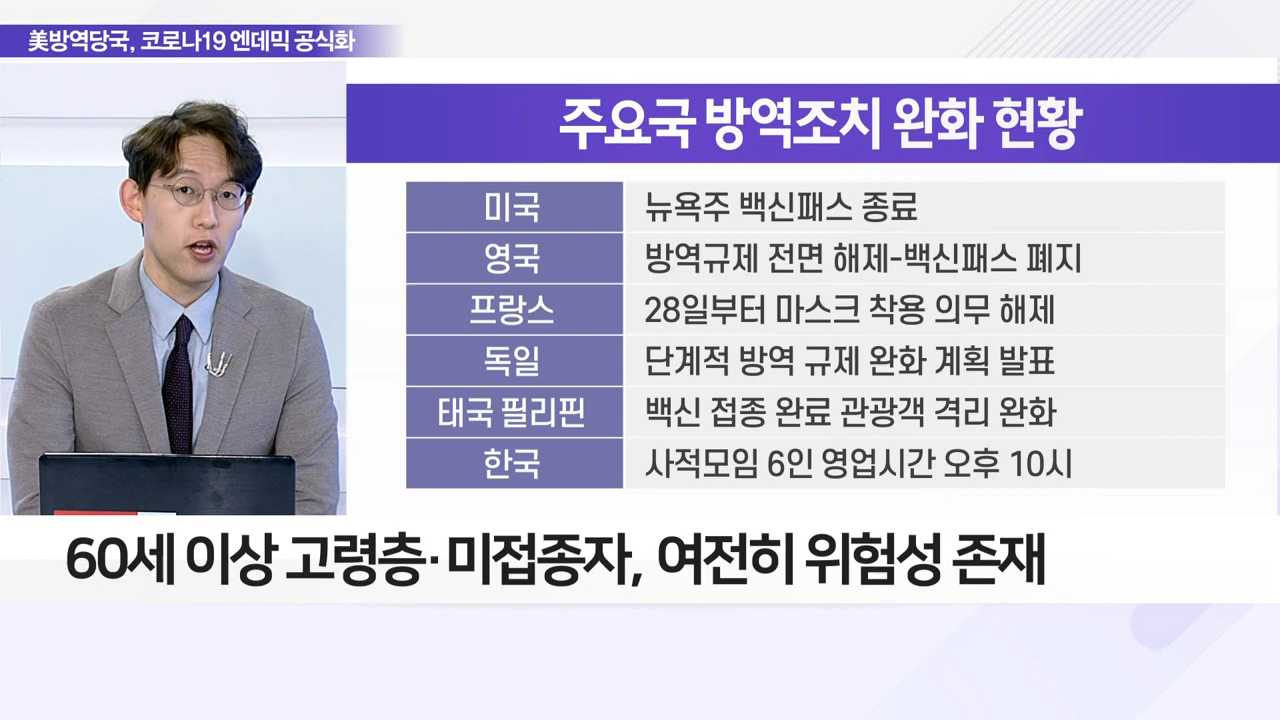 美방역당국, 코로나19 엔데믹 공식화
주요국 방역조치 완화 현황
미국 뉴욕주 백신패스 종료
영국 방역규제 전면 해제-백신패스 폐지
프랑스 28일부터 마스크 착용 의무 해제
독일 단계적 방역 규제 완화 계획 발표
태국 필리핀 백신 접종 완료 관광객 격리 완화
한국 사적모임 6인 영업시간 오후 10시
60세 이상 고령층·미접종자, 여전히 위험성 존재